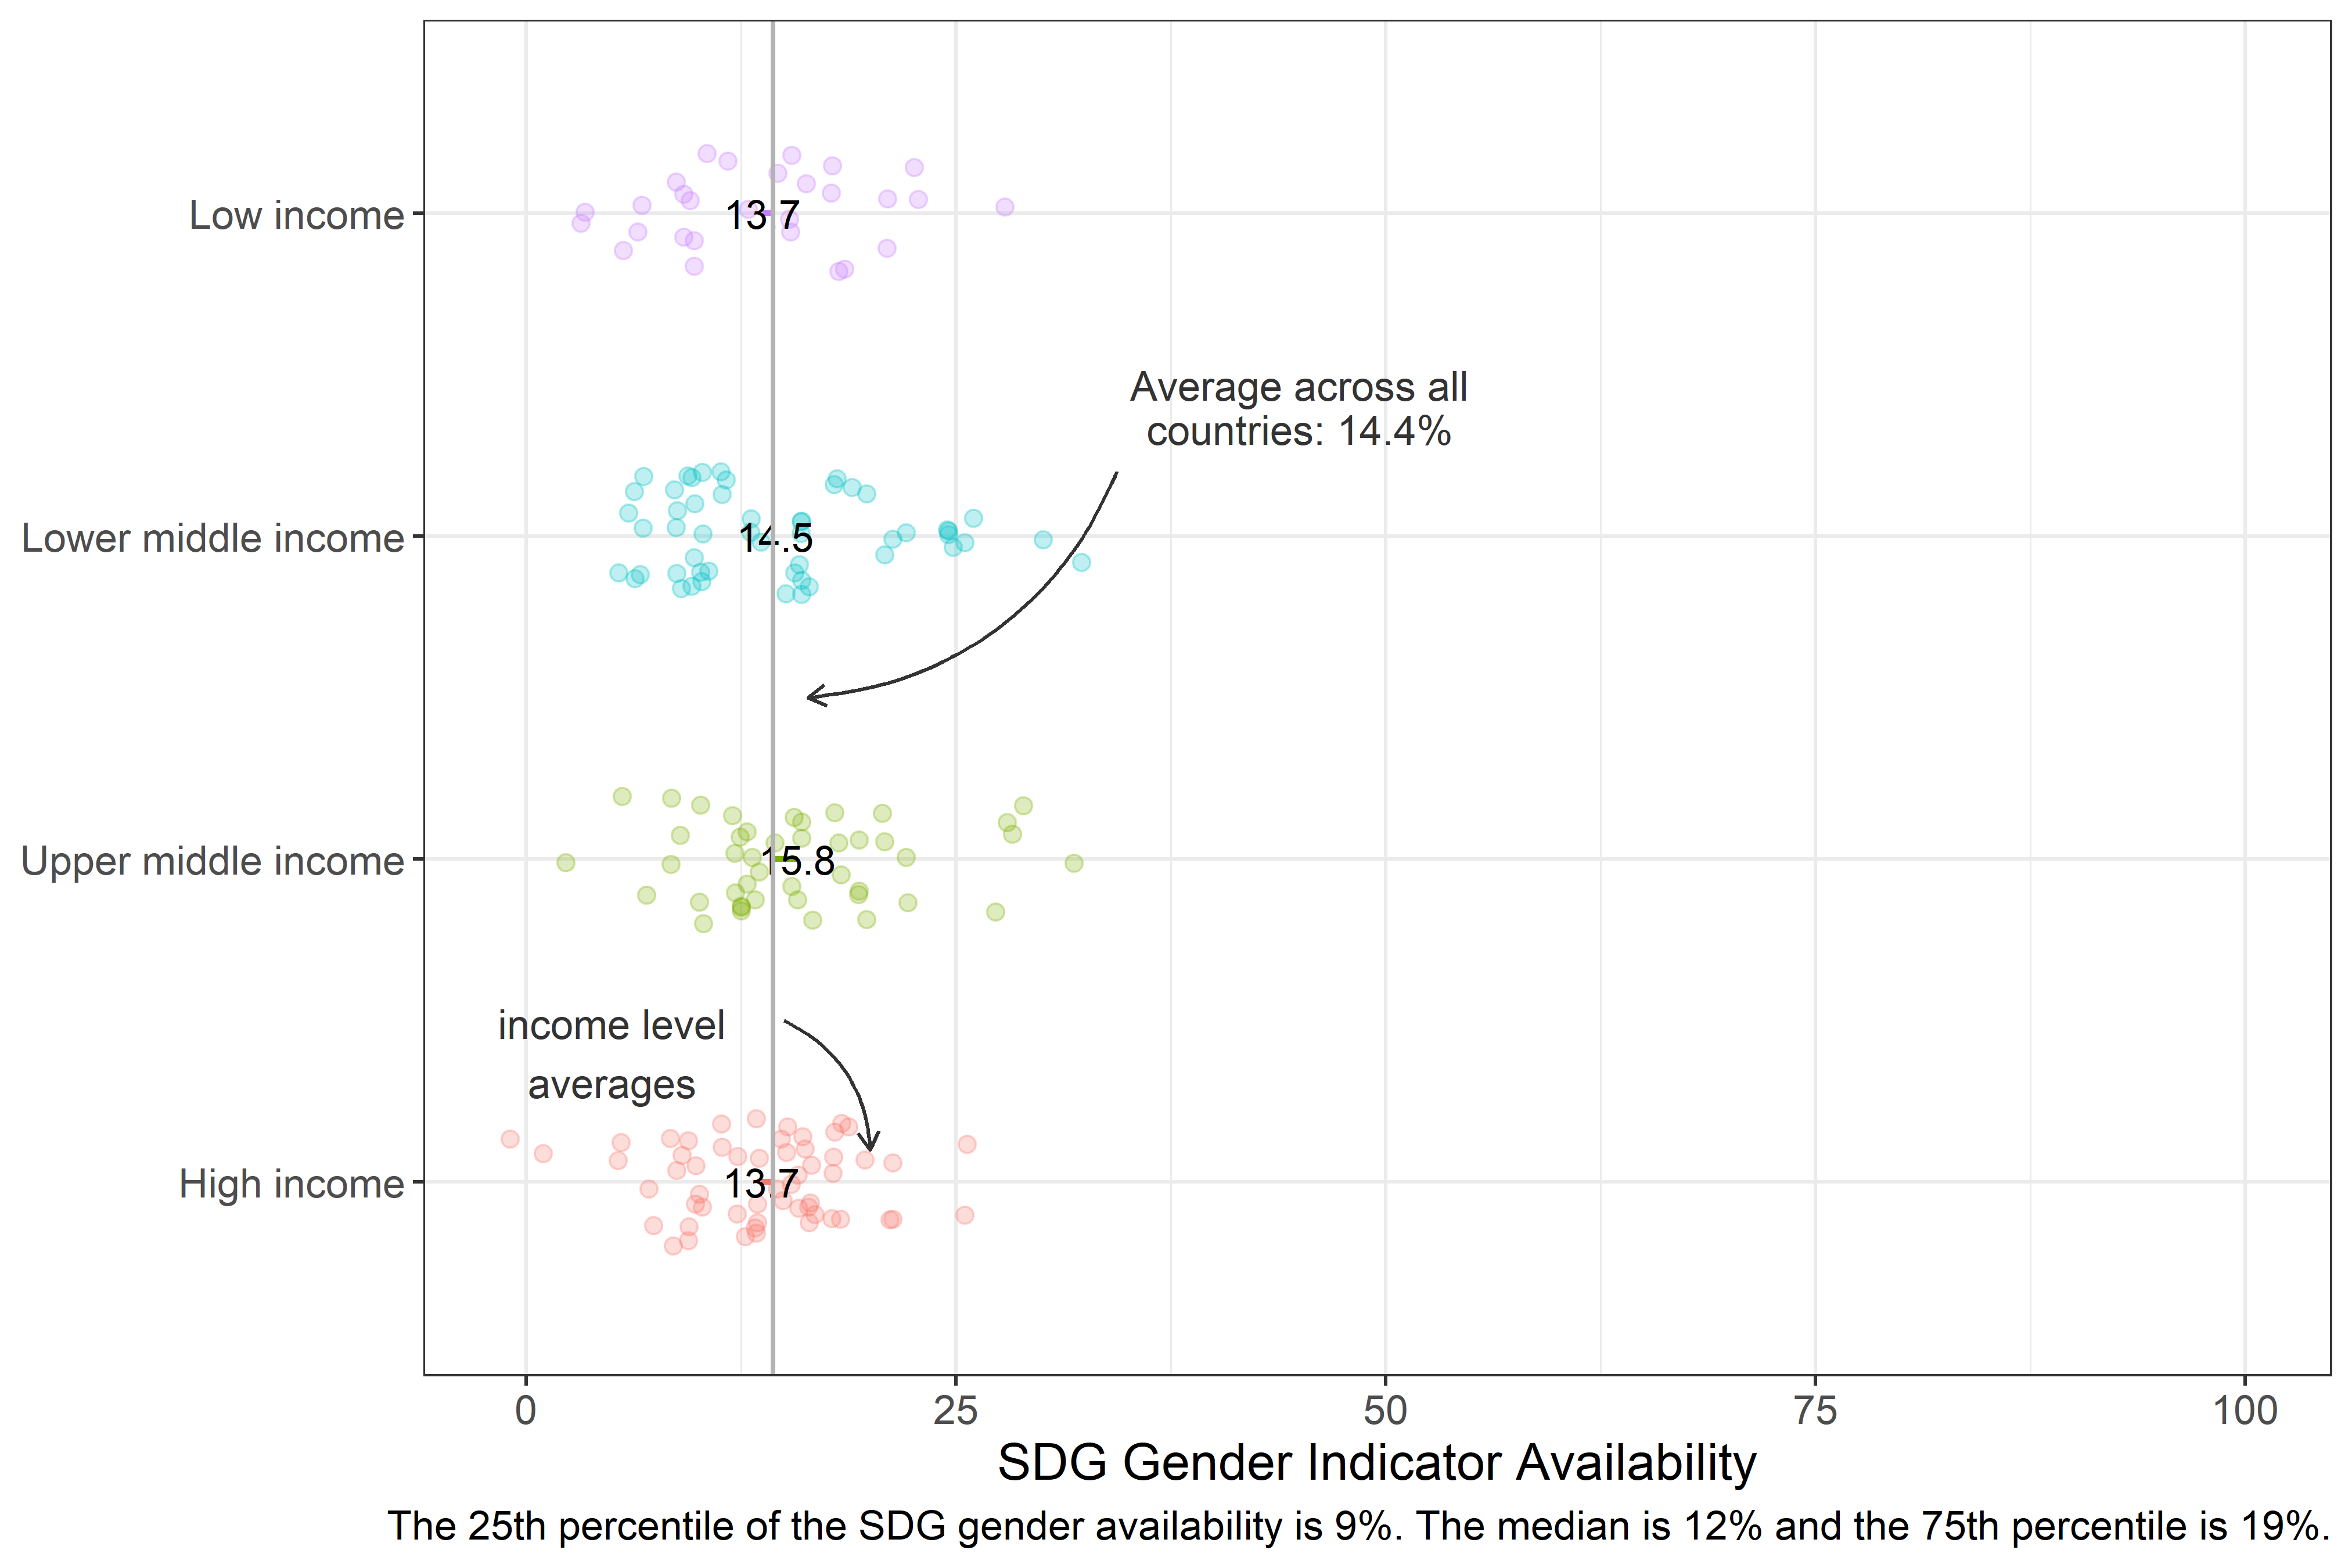 Low income
13.7
Average across all
countries: 14.4%
Lower middle income
14.5
Upper middle income
15.8
income level
averages
High income
13.7
0 25 50 75 100
SDG Gender Indicator Availability
The 25th percentile of the SDG gender availability is 9%. The median is 12% and the 75th percentile is 19%.